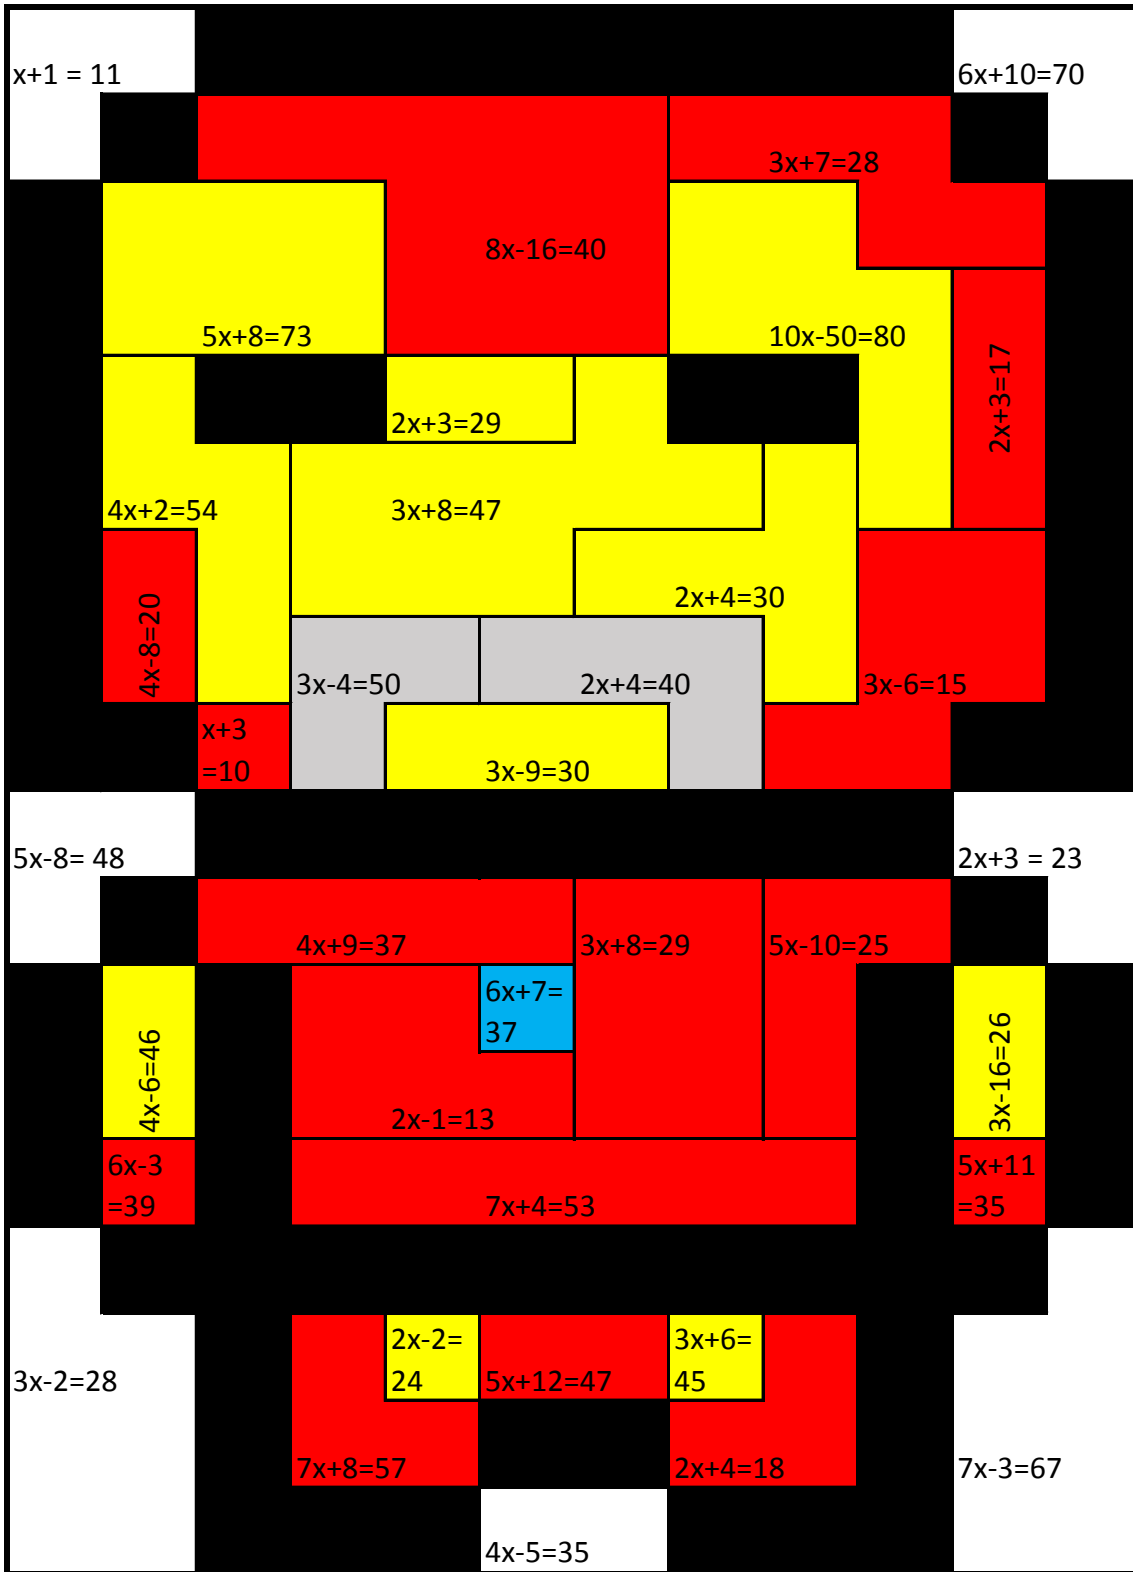 x+1 = 11
6x+10=70
3x+7=28
8x-16=40
5x+8=73
10x-50=80
2x+3=17
2x+3=29
4x+2=54
3x+8=47
2x+4=30
4x-8=20
3x-4=50
2x+4=40
3x-6=15
x+3
=10
3x-9=30
5x-8= 48
2x+3 = 23
4x+9=37
3x+8=29
5x-10=25
6x+7=
37
4x-6=46
3x-16=26
2x-1=13
6x-3
=39
7x+4=53
5x+11
=35
3x-2=28
2x-2=
24
5x+12=47
3x+6=
45
7x+8=57
2x+4=18
7x-3=67
4x-5=35